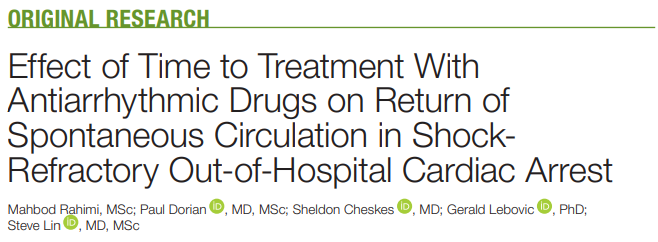 ORIGINAL RESEARCH
Effect of Time to Treatment With
Antiarrhythmic Drugs on Return of
Spontaneous Circulation in Shock-
Refractory Out-of-Hospital Cardiac Arrest
Mahbod Rahimi, MSc; Paul Dorian iD, MD, MSc; Sheldon Cheskes iD, MD; Gerald Lebovic iD, PhD;
Steve Lin iD, MD, MSc